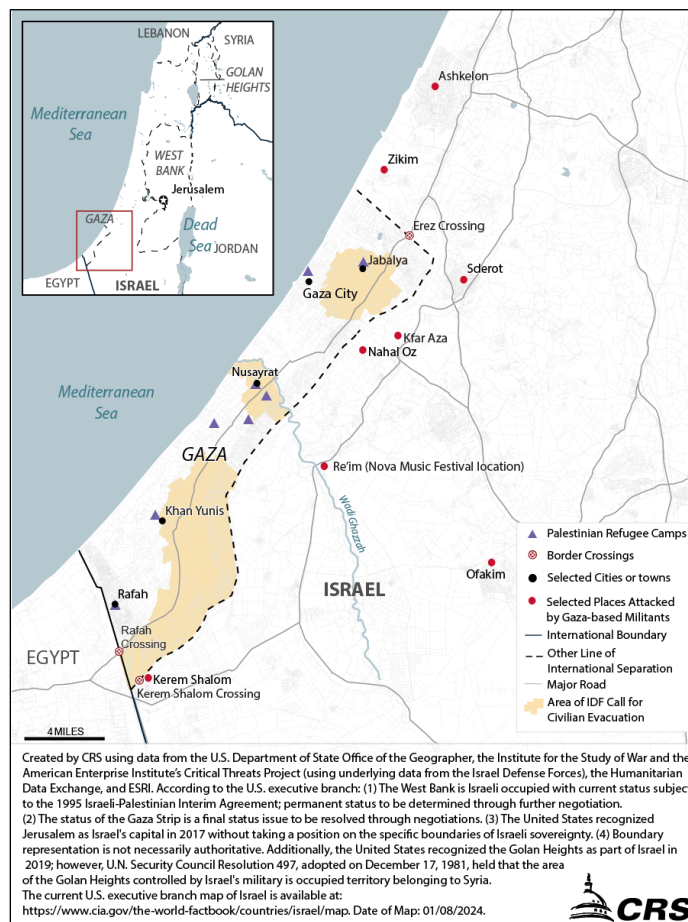 LEBANON
SYRIA
GOLAN
HEIGHTS
Mediterranean
Sea
WEST
BANK
Jerusalem
GAZA
Dead
Sea
JORDAN
EGYPT
ISRAEL
Ashkelon
Zikim
Erez Crossing
Jabalya
Sderot
Gaza City
Kfar Aza
Nahal Oz
Nusayrat
Mediterranean
Sea
GAZA
Re'im (Nova Music Festival location)
Wadi Ghazzah
Khan Yunis
Ofakim
ISRAEL
Rafah
Rafah
Crossing
EGYPT
Kerem Shalom
Kerem Shalom Crossing
4 MILES
Palestinian Refugee Camps
Border Crossings
Selected Cities or towns
Selected Places Attacked
by Gaza-based Militants
International Boundary
Other Line of
International Separation
Major Road
Area of IDF Call for
Civilian Evacuation
Created by CRS using data from the U.S. Department of State Office of the Geographer, the Institute for the Study of War and the
American Enterprise Institute's Critical Threats Project (using underlying data from the Israel Defense Forces), the Humanitarian
Data Exchange, and ESRI. According to the U.S. executive branch: (1) The West Bank is Israeli occupied with current status subject
to the 1995 Israeli-Palestinian Interim Agreement; permanent status to be determined through further negotiation.
(2) The status of the Gaza Strip is a final status issue to be resolved through negotiations. (3) The United States recognized
Jerusalem as Israel's capital in 2017 without taking a position on the specific boundaries of Israeli sovereignty. (4) Boundary
representation is not necessarily authoritative. Additionally, the United States recognized the Golan Heights as part of Israel in
2019; however, U.N. Security Council Resolution 497, adopted on December 17, 1981, held that the area
of the Golan Heights controlled by Israel's military is occupied territory belonging to Syria.
The current U.S. executive branch map of Israel is available at:
https://www.cia.gov/the-world-factbook/countries/israel/map. Date of Map: 01/08/2024.
CRS